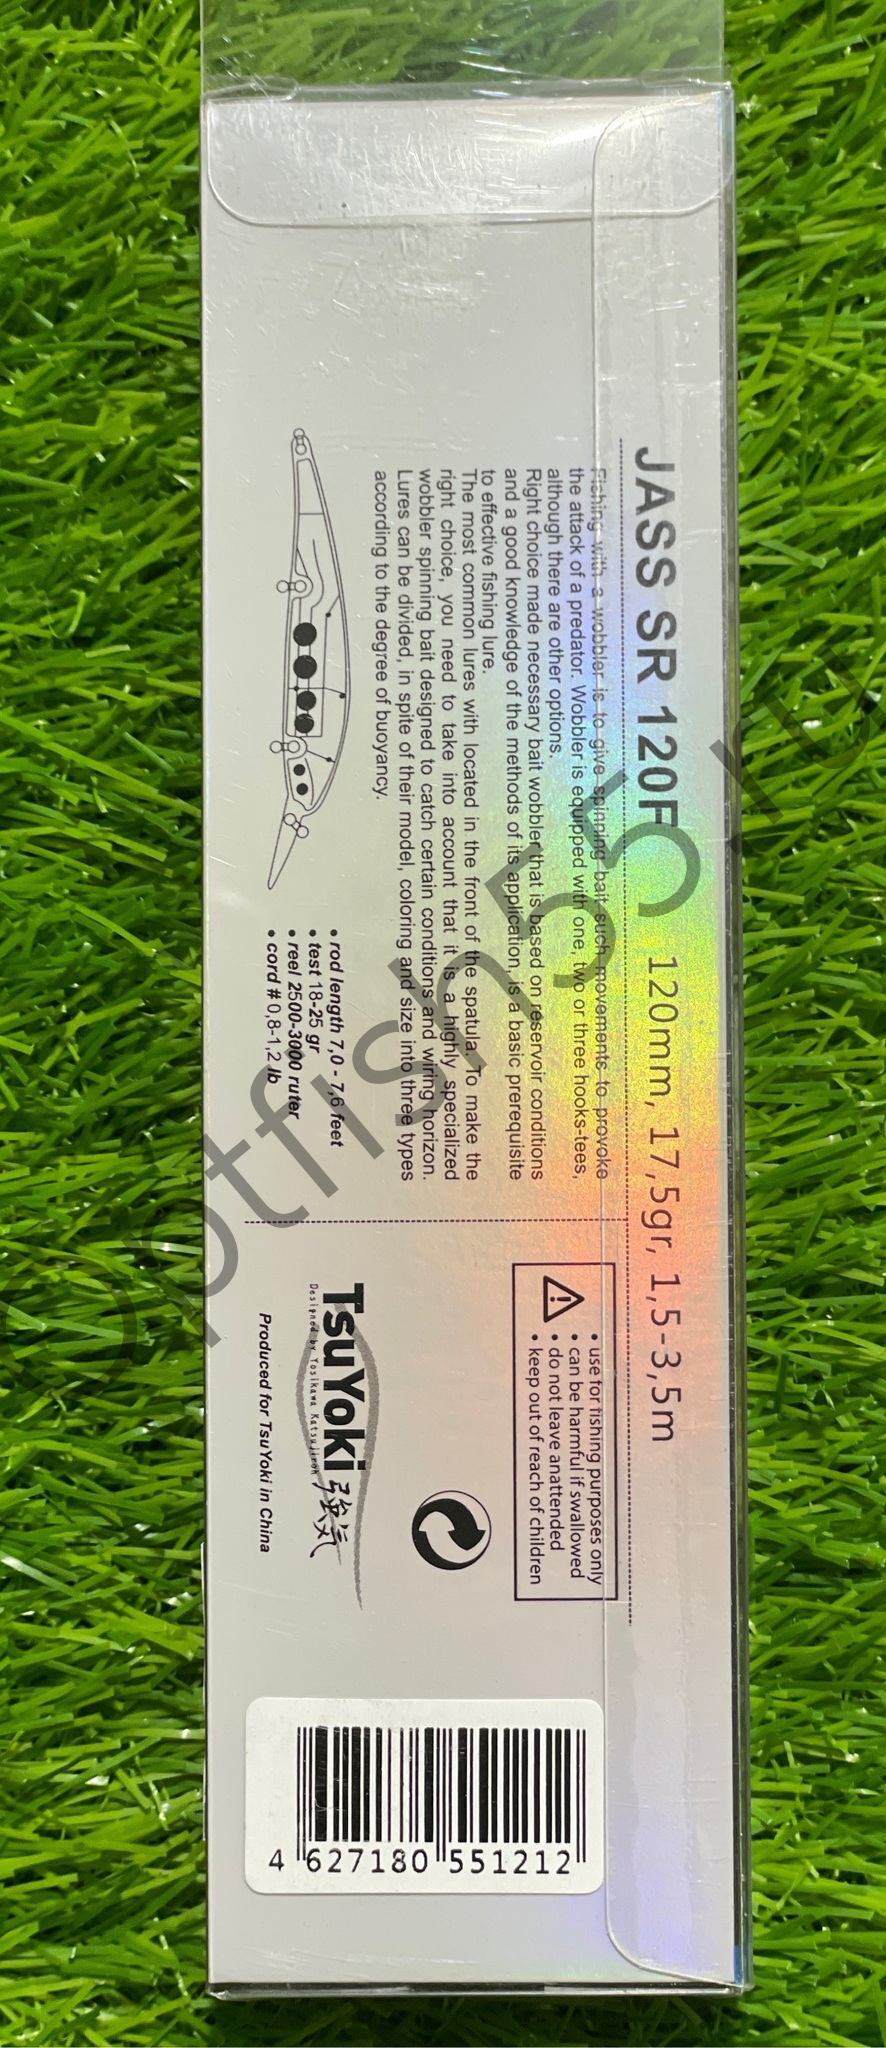 JASS SR 120F 120mm, 17,5gr, 1,5-3,5m
Fishing with a wobbler is to give spinning bait such movements to provoke
the attack of a predator. Wobbler is equipped with one, two or three hooks-tees,
although there are other options.
Right choice made necessary bait wobbler that is based on reservoir conditions
and a good knowledge of the methods of its application, is a basic prerequisite
to effective fishing lure.
The most common lures with located in the front of the spatula. To make the
right choice, you need to take into account that it is a highly specialized
wobbler spinning bait designed to catch certain conditions and wiring horizon.
Lures can be divided, in spite of their model, coloring and size into three types
according to the degree of buoyancy.
• rod length 7,0 - 7,6 feet
• test 18-25 gr
• reel 2500-3000 ruter
• cord # 0,8-1,2 lb
• use for fishing purposes only
• can be harmful if swallowed
• do not leave anattended
• keep out of reach of children
TsuYoki 強気
Designed by Yosikawa Katsujiron
Produced for TsuYoki in China
4 627180 551212
Optfish55.ru